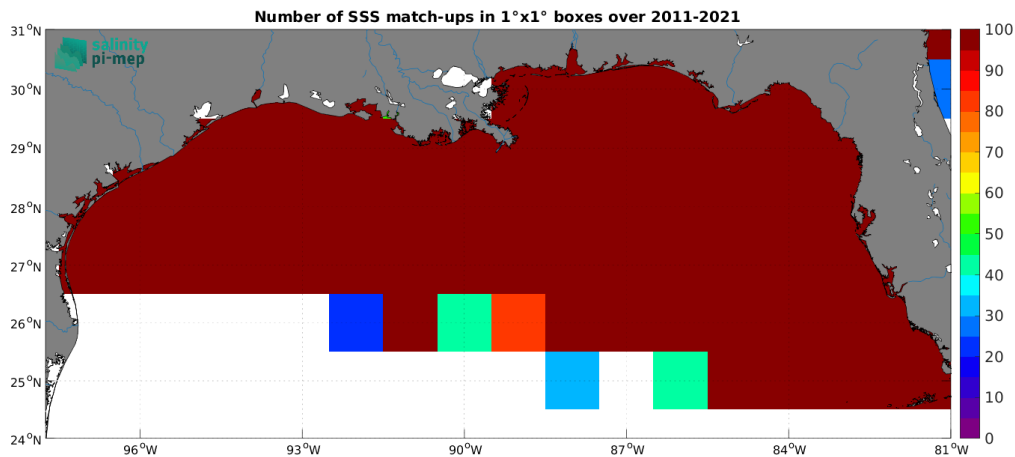 Number of SSS match-ups in 1°x1° boxes over 2011-2021
salinity
pi-mep
31°N
30°N
29°N
28°N
27°N
26°N
25°N
24°N
96°W
93°W
90°W
87°W
84°W
81°W
100
90
80
70
60
50
40
30
20
10
0